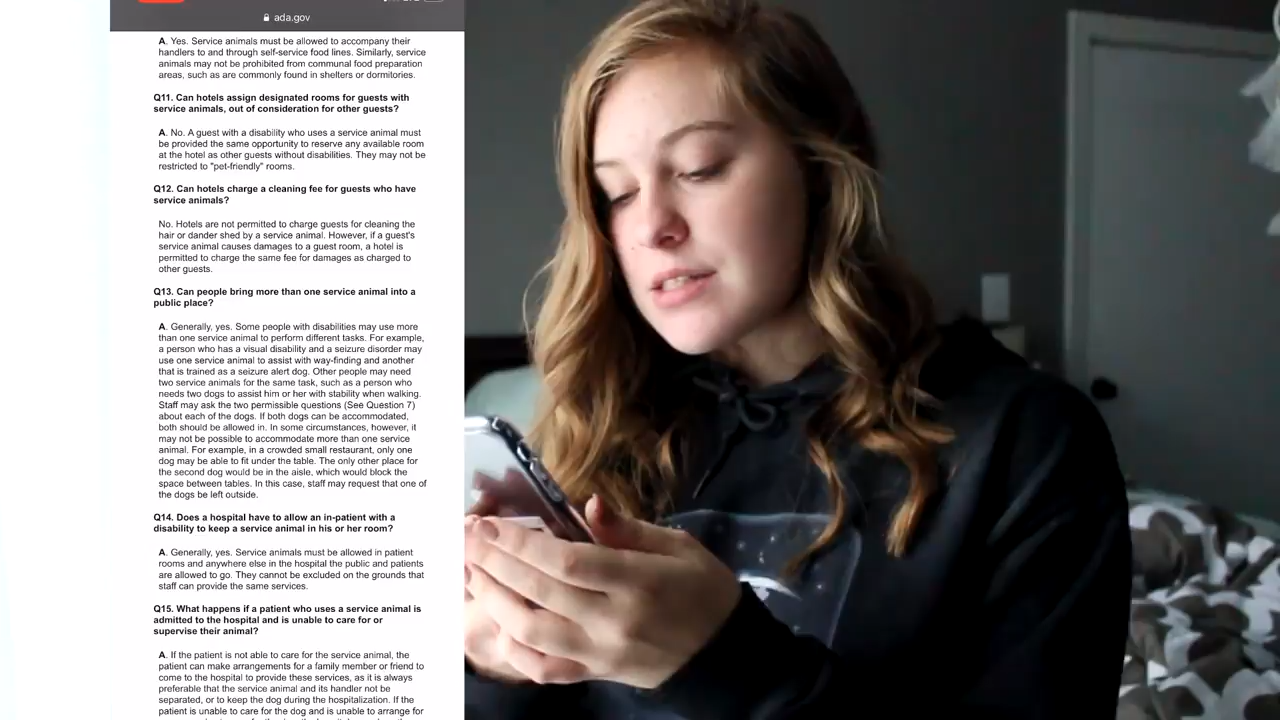 ada.gov
A. Yes. Service animals must be allowed to accompany their
handlers to and through self-service food lines. Similarly, service
animals may not be prohibited from communal food preparation
areas, such as are commonly found in shelters or dormitories.
Q11. Can hotels assign designated rooms for guests with
service animals, out of consideration for other guests?
A. No. A guest with a disability who uses a service animal must
be provided the same opportunity to reserve any available room
at the hotel as other guests without disabilities. They may not be
restricted to "pet-friendly" rooms.
Q12. Can hotels charge a cleaning fee for guests who have
service animals?
No. Hotels are not permitted to charge guests for cleaning the
hair or dander shed by a service animal. However, if a guest's
service animal causes damages to a guest room, a hotel is
permitted to charge the same fee for damages as charged to
other guests.
Q13. Can people bring more than one service animal into a
public place?
A. Generally, yes. Some people with disabilities may use more
than one service animal to perform different tasks. For example,
a person who has a visual disability and a seizure disorder may
use one service animal to assist with way-finding and another
that is trained as a seizure alert dog. Other people may need
two service animals for the same task, such as a person who
needs two dogs to assist him or her with stability when walking.
Staff may ask the two permissible questions (See Question 7)
about each of the dogs. If both dogs can be accommodated,
both should be allowed in. In some circumstances, however, it
may not be possible to accommodate more than one service
animal. For example, in a crowded small restaurant, only one
dog may be able to fit under the table. The only other place for
the second dog would be in the aisle, which would block the
space between tables. In this case, staff may request that one of
the dogs be left outside.
Q14. Does a hospital have to allow an in-patient with a
disability to keep a service animal in his or her room?
A. Generally, yes. Service animals must be allowed in patient
rooms and anywhere else in the hospital the public and patients
are allowed to go. They cannot be excluded on the grounds that
staff can provide the same services.
Q15. What happens if a patient who uses a service animal is
admitted to the hospital and is unable to care for or
supervise their animal?
A. If the patient is not able to care for the service animal, the
patient can make arrangements for a family member or friend to
come to the hospital to provide these services, as it is always
preferable that the service animal and its handler not be
separated, or to keep the dog during the hospitalization. If the
patient is unable to care for the dog and is unable to arrange for